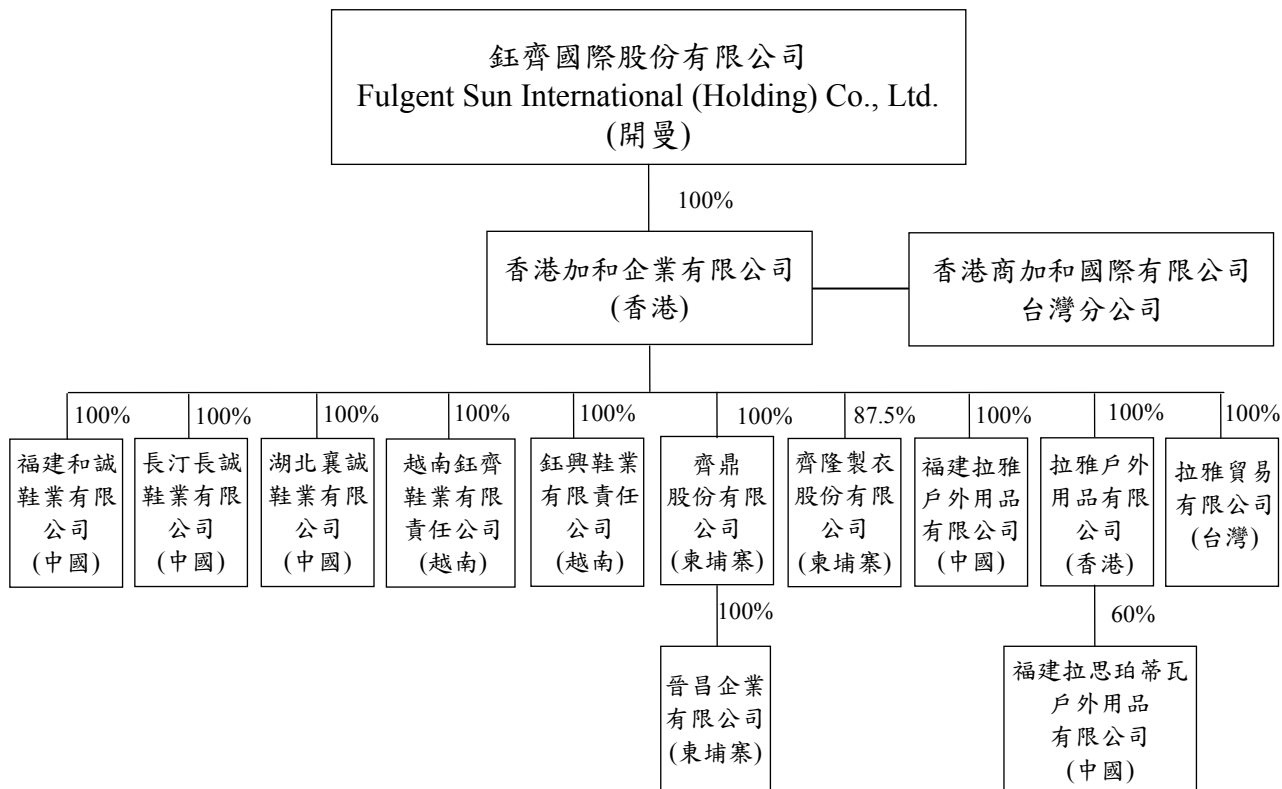 鈺齊國際股份有限公司
Fulgent Sun International (Holding) Co., Ltd.
(開曼)
100%
香港加和企業有限公司
(香港)
香港商加和國際有限公司
台灣分公司
100%
福建和誠
鞋業有限
公司
(中國)
100%
長汀長誠
鞋業有限
公司
(中國)
100%
湖北襄誠
鞋業有限
公司
(中國)
100%
越南鈺齊
鞋業有限
責任公司
(越南)
100%
鈺興鞋業
有限責任
公司
(越南)
100%
齊鼎
股份有限
公司
(柬埔寨)
87.5%
齊隆製衣
股份有限
公司
(柬埔寨)
100%
福建拉雅
戶外用品
有限公司
(中國)
100%
拉雅戶外
用品有限
公司
(香港)
100%
拉雅貿易
有限公司
(台灣)
100%
晉昌企業
有限公司
(柬埔寨)
60%
福建拉思珀蒂瓦
戶外用品
有限公司
(中國)